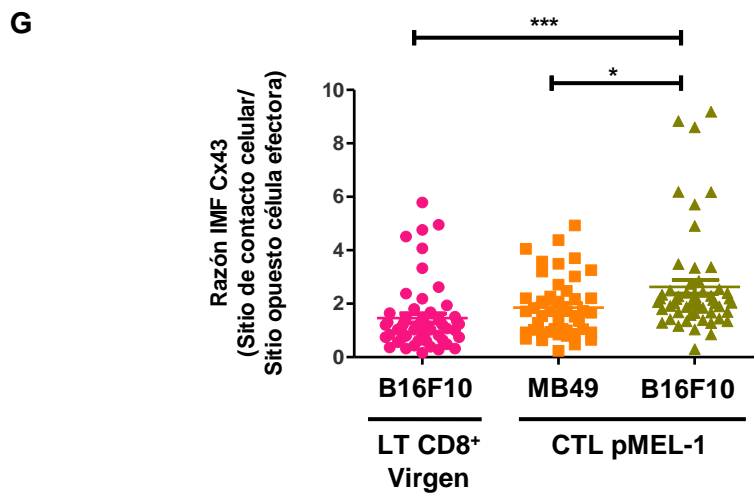 G
***
*
Razón IMF Cx43
(Sitio de contacto celular/
Sitio opuesto célula efectora)
10
8
6
4
2
0
B16F10
MB49
B16F10
LT CD8⁺
Virgen
CTL pMEL-1